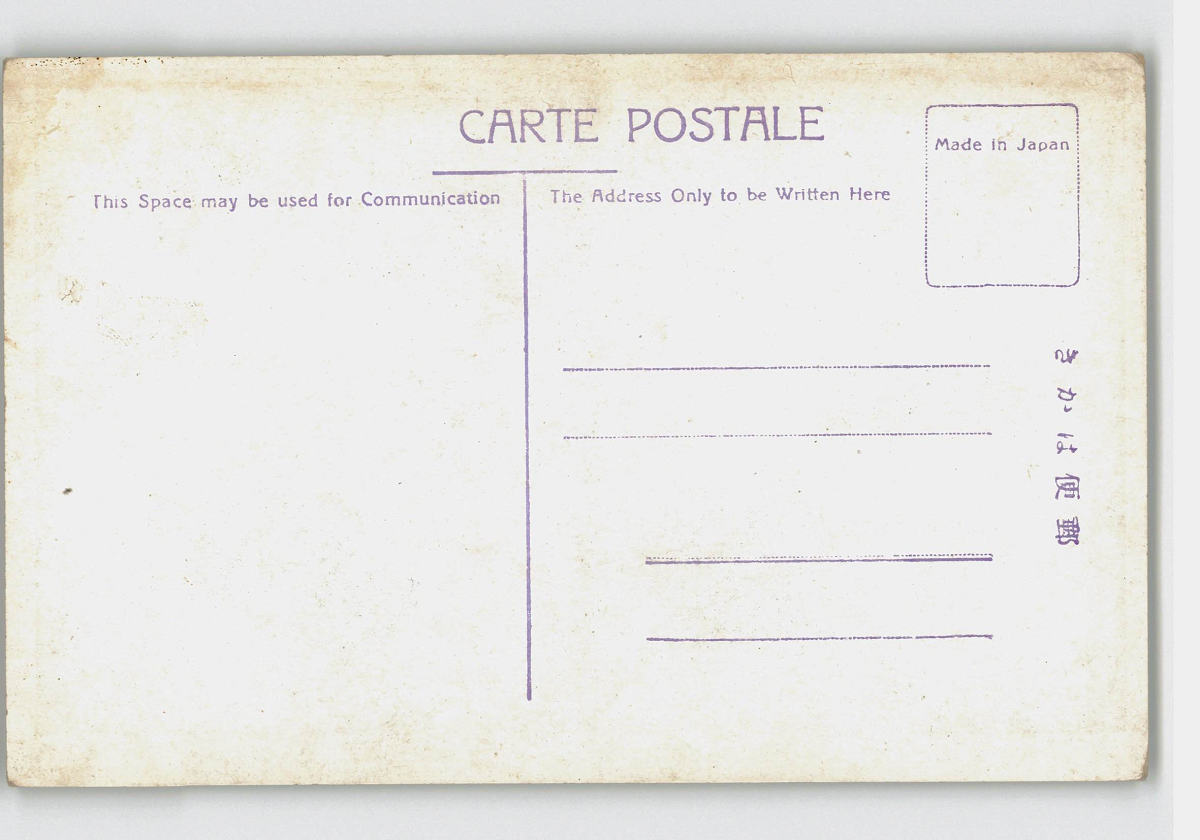 CARTE POSTALE
Made in Japan
This Space may be used for Communication
The Address Only to be Written Here
きかは便郵